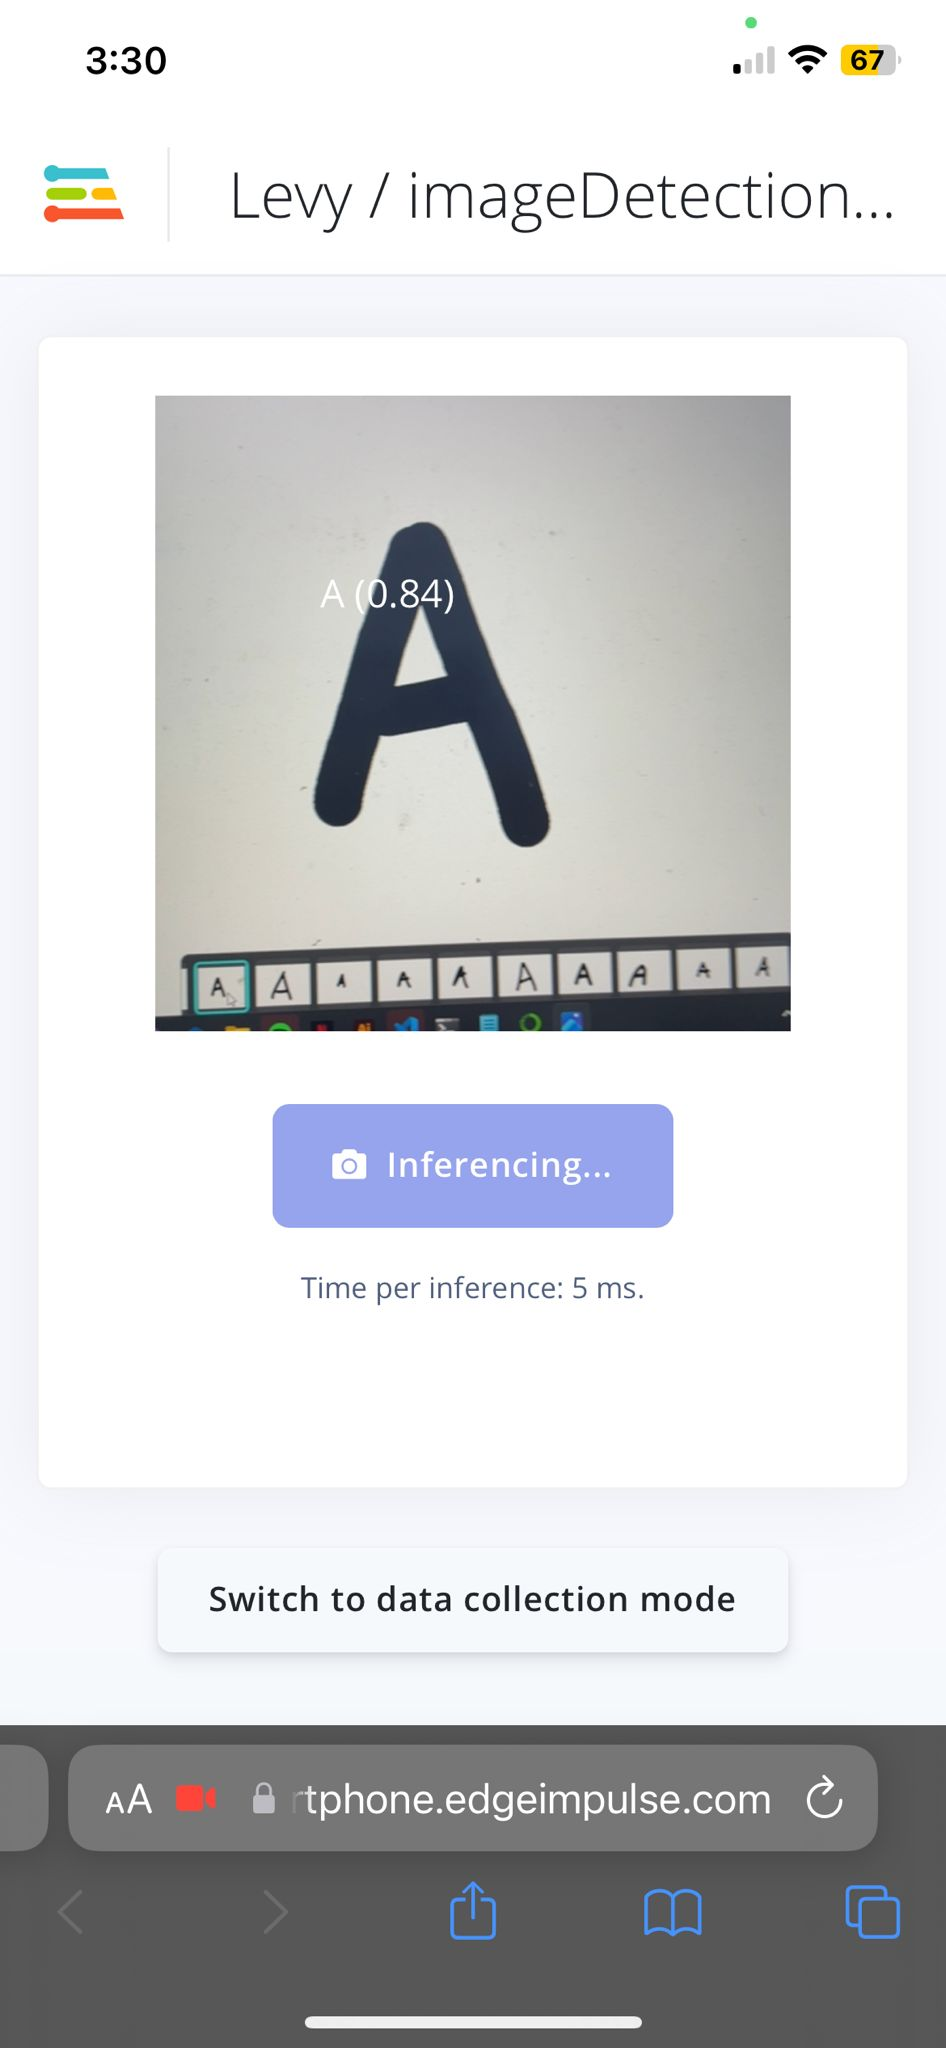 3:30
67
Levy / imageDetection...
A
A (0.84)
A A A A A A A A A A
Inferencing...
Time per inference: 5 ms.
Switch to data collection mode
AA rtphone.edgeimpulse.com